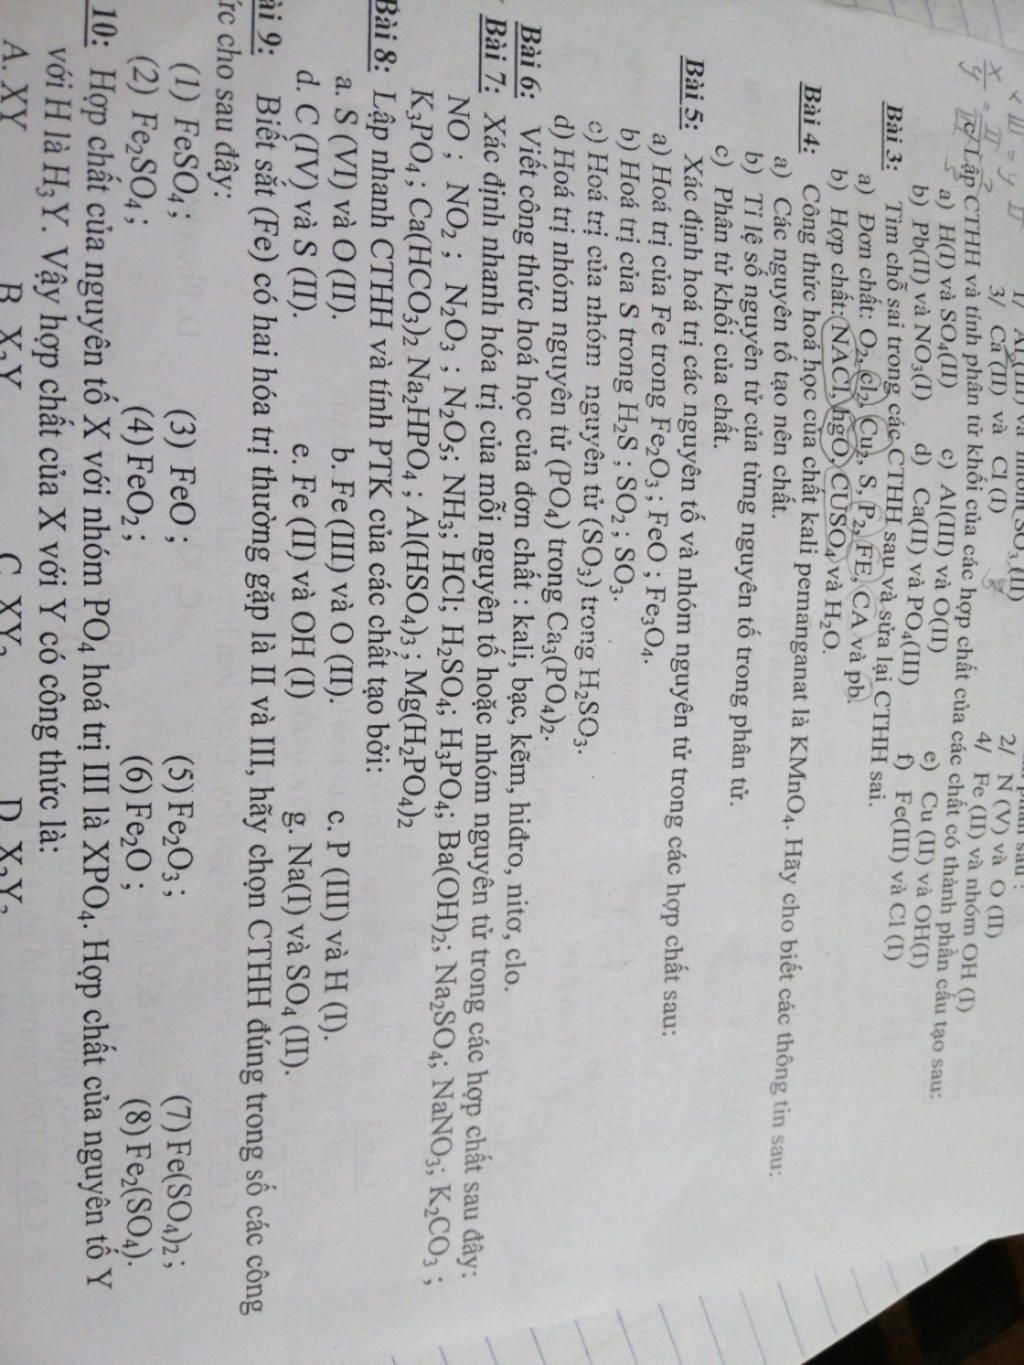 1/ Al (III) và nhóm(SO₄ (II)
3/ Ca (II) và Cl (I)
2/ N (V) và O (II)
4/ Fe (II) và nhóm OH (I)
Lập CTHH và tính phân tử khối của các hợp chất của các chất có thành phần cấu tạo sau:
a) H(I) và SO₄(II) c) Al(III) và O(II) e) Cu (II) và OH(I)
b) Pb(II) và NO₃(I) d) Ca(II) và PO₄(III) f) Fe(III) và Cl (I)
Bài 3: Tìm chỗ sai trong các CTHH sau và sửa lại CTHH sai.
a) Đơn chất: O₂, cl₂, Cu₂, S, P₂, FE, CA và pb.
b) Hợp chất: NACl, hgO, CUSO₄ và H₂O.
Bài 4: Công thức hoá học của chất kali pemanganat là KMnO₄. Hãy cho biết các thông tin sau:
a) Các nguyên tố tạo nên chất.
b) Tỉ lệ số nguyên tử của từng nguyên tố trong phân tử.
c) Phân tử khối của chất.
Bài 5: Xác định hoá trị các nguyên tố và nhóm nguyên tử trong các hợp chất sau:
a) Hoá trị của Fe trong Fe₂O₃ ; FeO ; Fe₃O₄.
b) Hoá trị của S trong H₂S ; SO₂ ; SO₃.
c) Hoá trị của nhóm nguyên tử (SO₃) trong H₂SO₃.
d) Hoá trị nhóm nguyên tử (PO₄) trong Ca₃(PO₄)₂.
Bài 6: Viết công thức hoá học của đơn chất : kali, bạc, kẽm, hiđro, nitơ, clo.
Bài 7: Xác định nhanh hóa trị của mỗi nguyên tố hoặc nhóm nguyên tử trong các hợp chất sau đây:
NO ; NO₂ ; N₂O₃ ; N₂O₅; NH₃; HCl; H₂SO₄; H₃PO₄; Ba(OH)₂; Na₂SO₄; NaNO₃; K₂CO₃ ;
K₃PO₄ ; Ca(HCO₃)₂ Na₂HPO₄ ; Al(HSO₄)₃ ; Mg(H₂PO₄)₂
Bài 8: Lập nhanh CTHH và tính PTK của các chất tạo bởi:
a. S (VI) và O (II). b. Fe (III) và O (II). c. P (III) và H (I).
d. C (IV) và S (II). e. Fe (II) và OH (I) g. Na(I) và SO₄ (II).
ài 9: Biết sắt (Fe) có hai hóa trị thường gặp là II và III, hãy chọn CTHH đúng trong số các công
ức cho sau đây:
(1) FeSO₄ ; (3) FeO ; (5) Fe₂O₃ ; (7) Fe(SO₄)₂ ;
(2) Fe₂SO₄ ; (4) FeO₂ ; (6) Fe₂O ; (8) Fe₂(SO₄).
10: Hợp chất của nguyên tố X với nhóm PO₄ hoá trị III là XPO₄. Hợp chất của nguyên tố Y
với H là H₃Y. Vậy hợp chất của X với Y có công thức là:
A. XY B. X₂Y C. XY₂ D. X₂Y₃